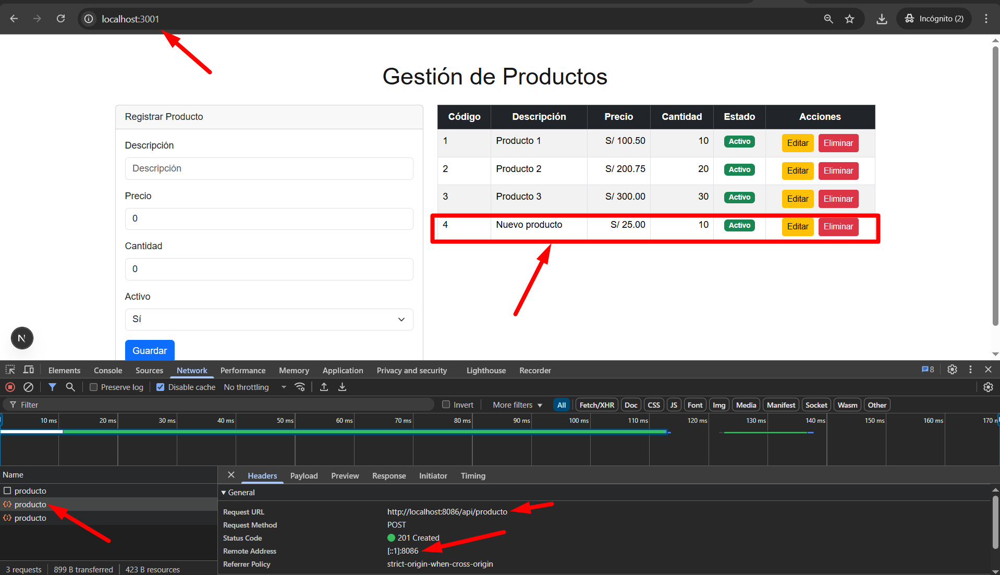 localhost:3001
Incógnito (2)
Gestión de Productos
Registrar Producto
Descripción
Descripción
Precio
0
Cantidad
0
Activo
Sí
Guardar
N
Código Descripción Precio Cantidad Estado Acciones
1 Producto 1 S/ 100.50 10 Activo Editar Eliminar
2 Producto 2 S/ 200.75 20 Activo Editar Eliminar
3 Producto 3 S/ 300.00 30 Activo Editar Eliminar
4 Nuevo producto S/ 25.00 10 Activo Editar Eliminar
Elements Console Sources Network Performance Memory Application Privacy and security Lighthouse Recorder 8
Preserve log Disable cache No throttling
Filter Invert More filters All Fetch/XHR Doc CSS JS Font Img Media Manifest Socket Wasm Other
10 ms 20 ms 30 ms 40 ms 50 ms 60 ms 70 ms 80 ms 90 ms 100 ms 110 ms 120 ms 130 ms 140 ms 150 ms 160 ms 170 m
Name
producto
producto
producto
3 requests 899 B transferred 423 B resources
Headers Payload Preview Response Initiator Timing
General
Request URL http://localhost:8086/api/producto
Request Method POST
Status Code 201 Created
Remote Address [::1]:8086
Referrer Policy strict-origin-when-cross-origin